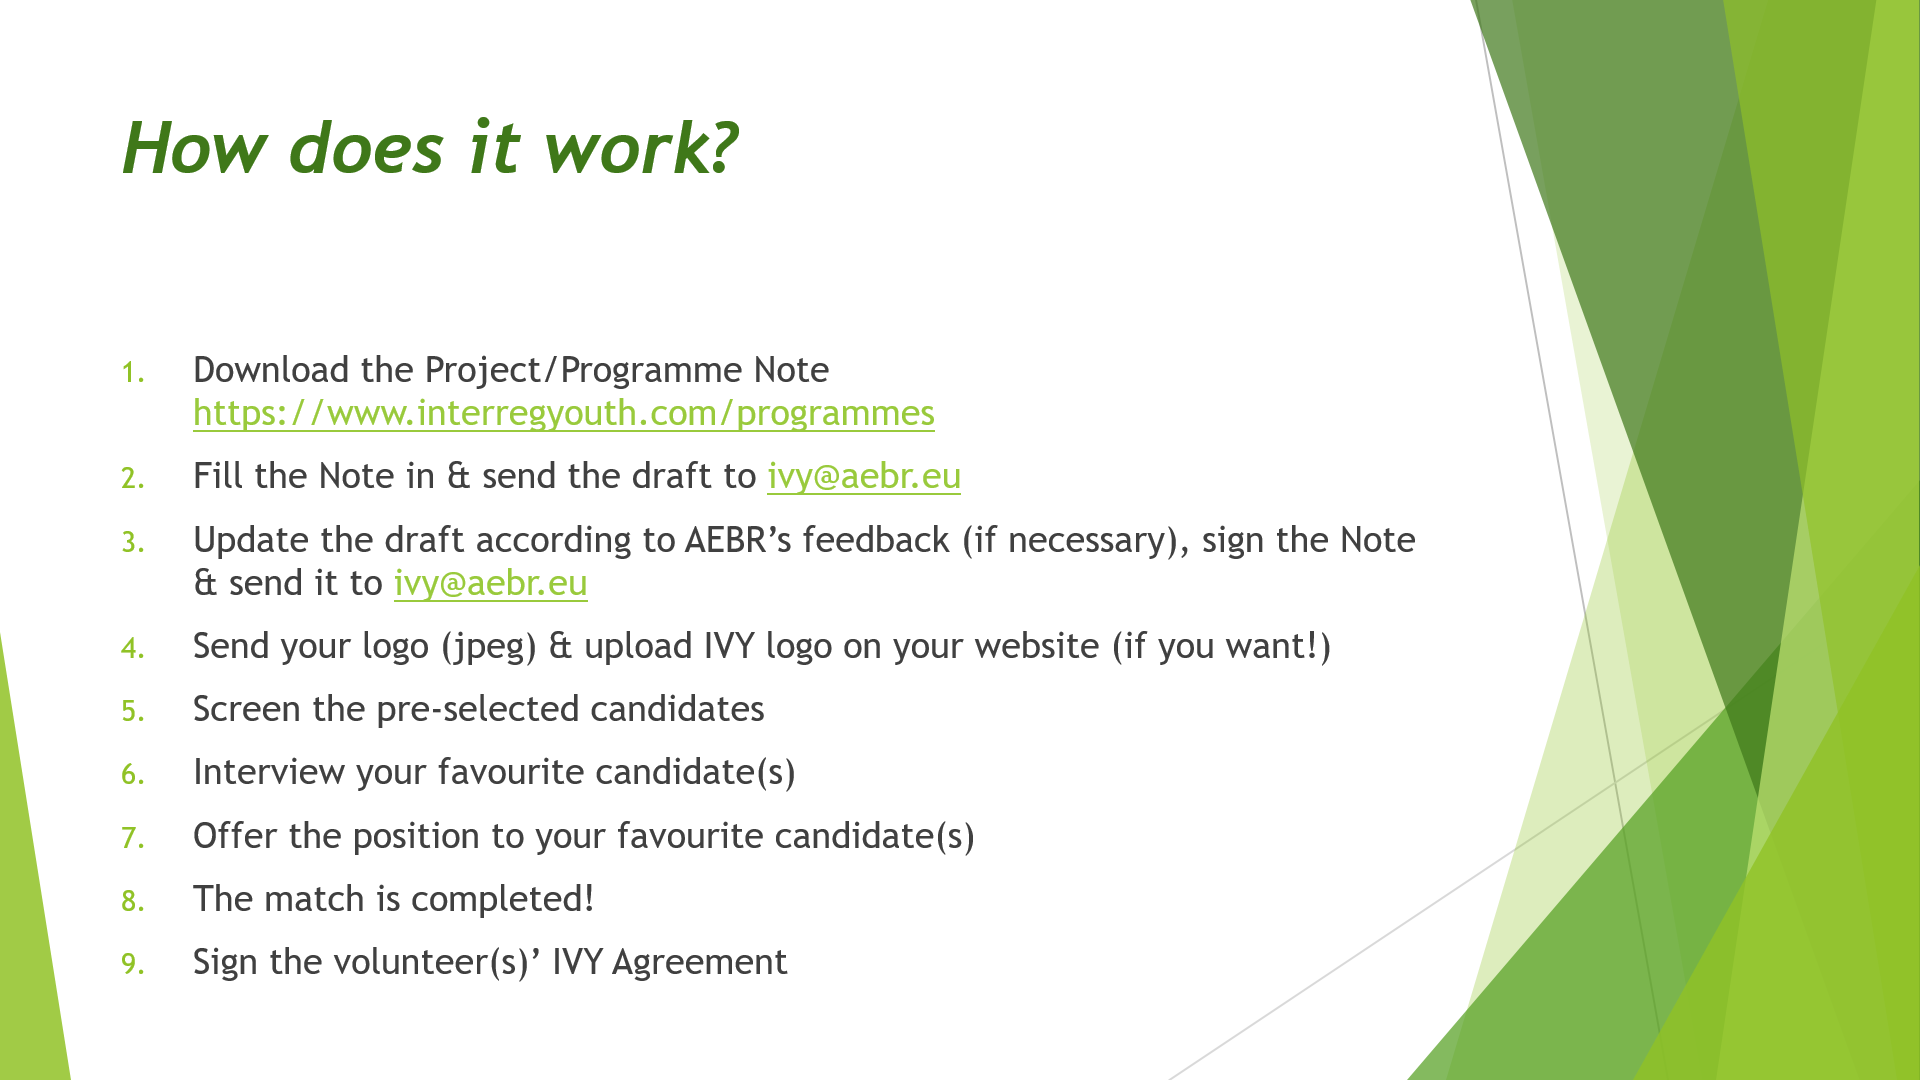 How does it work?
1. Download the Project/Programme Note
https://www.interregyouth.com/programmes
2. Fill the Note in & send the draft to ivy@aebr.eu
3. Update the draft according to AEBR’s feedback (if necessary), sign the Note
& send it to ivy@aebr.eu
4. Send your logo (jpeg) & upload IVY logo on your website (if you want!)
5. Screen the pre-selected candidates
6. Interview your favourite candidate(s)
7. Offer the position to your favourite candidate(s)
8. The match is completed!
9. Sign the volunteer(s)’ IVY Agreement